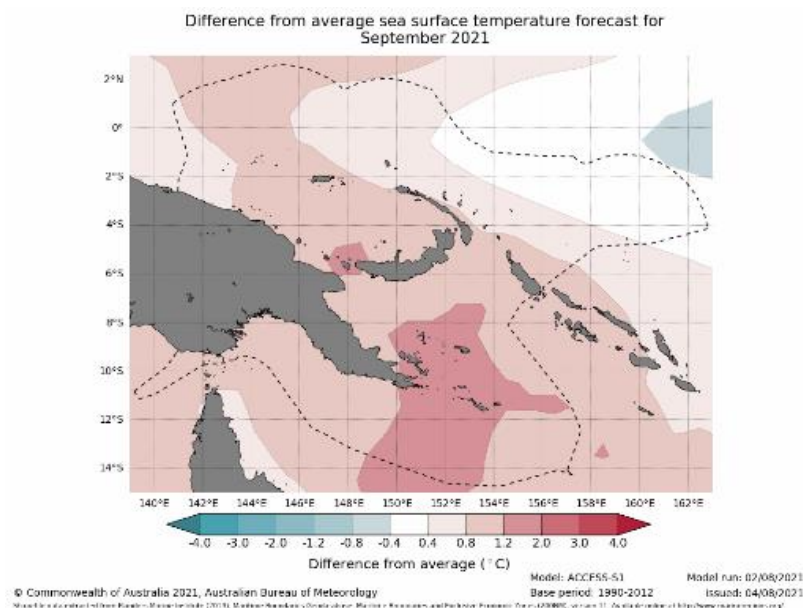 Difference from average sea surface temperature forecast for
September 2021
2°N
0°
2°S
4°S
6°S
8°S
10°S
12°S
14°S
140°E 142°E 144°E 146°E 148°E 150°E 152°E 154°E 156°E 158°E 160°E 162°E
-4.0 -3.0 -2.0 -1.2 -0.8 -0.4 0.4 0.8 1.2 2.0 3.0 4.0
Difference from average (°C)
Model: ACCESS-S1 Model run: 02/08/2021
© Commonwealth of Australia 2021, Australian Bureau of Meteorology Base period: 1990-2012 Issued: 04/08/2021